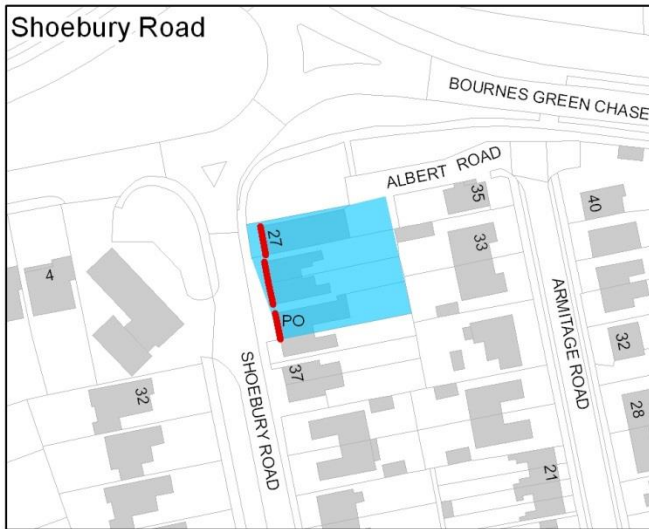 Shoebury Road
BOURNES GREEN CHASE
ALBERT ROAD
35
40
27
33
4
PO
ARMITAGE ROAD
32
SHOEBURY ROAD
37
32
28
21